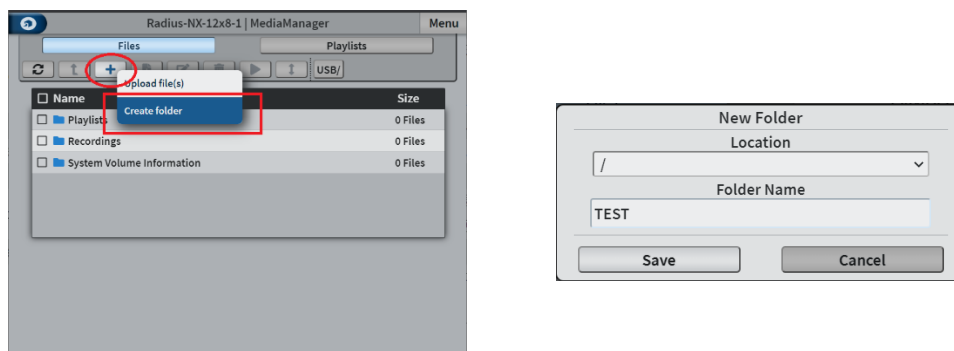 Radius-NX-12x8-1 | MediaManager Menu
Files Playlists
USB/
Upload file(s)
Create folder
Name Size
Playlists 0 Files
Recordings 0 Files
System Volume Information 0 Files
New Folder
Location
/
Folder Name
TEST
Save Cancel